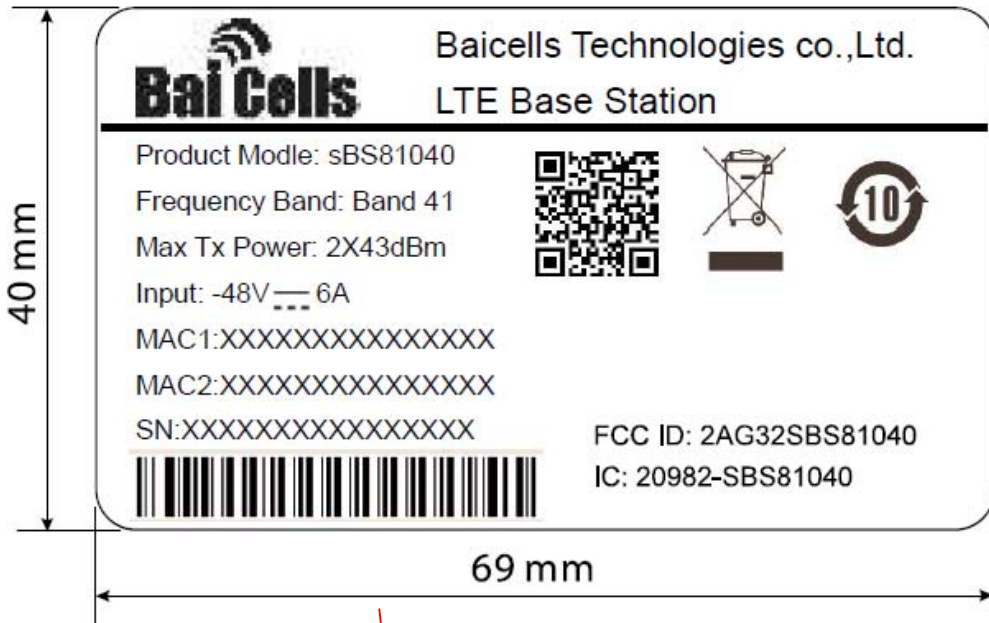 Bai Cells
Baicells Technologies co.,Ltd.
LTE Base Station
Product Modle: sBS81040
Frequency Band: Band 41
Max Tx Power: 2X43dBm
Input: -48V 6A
MAC1:XXXXXXXXXXXXXXX
MAC2:XXXXXXXXXXXXXXX
SN:XXXXXXXXXXXXXXXX
10
FCC ID: 2AG32SBS81040
IC: 20982-SBS81040
40 mm
69 mm